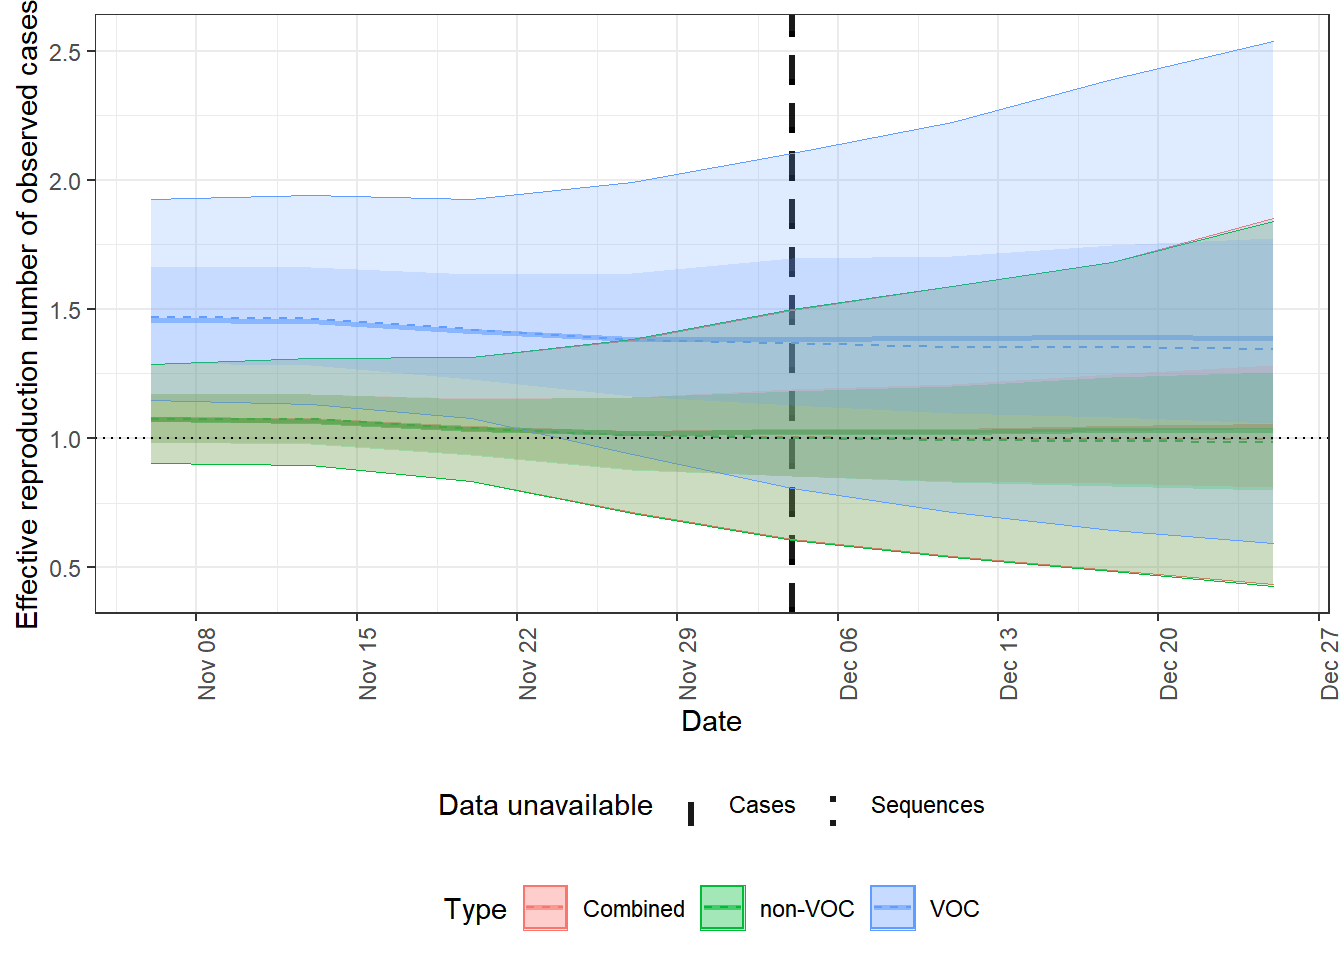 Effective reproduction number of observed cases
2.5
2.0
1.5
1.0
0.5
Nov 08
Nov 15
Nov 22
Nov 29
Dec 06
Dec 13
Dec 20
Dec 27
Date
Data unavailable Cases Sequences
Type Combined non-VOC VOC